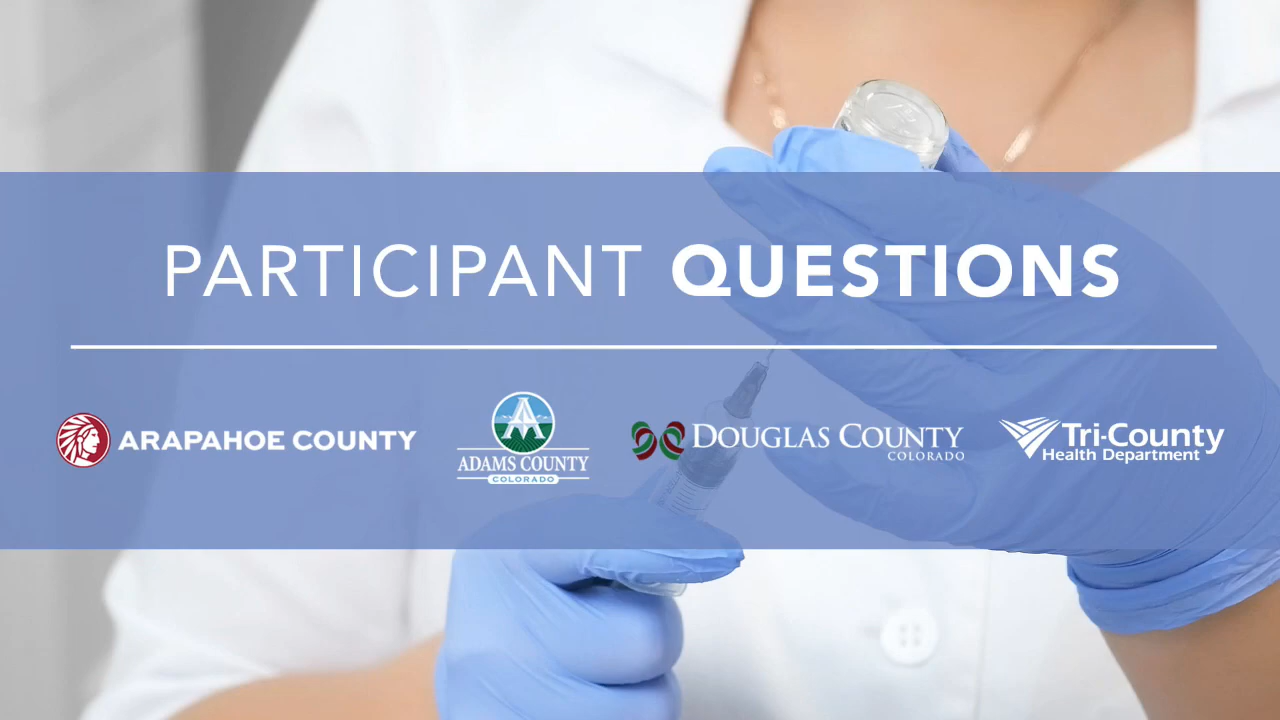 PARTICIPANT QUESTIONS
ARAPAHOE COUNTY
ADAMS COUNTY
COLORADO
DOUGLAS COUNTY
COLORADO
Tri-County
Health Department